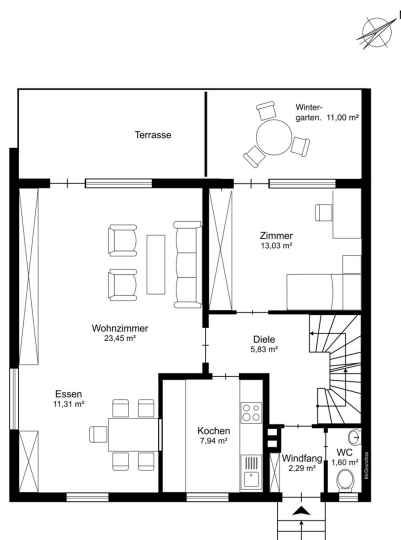 N
Winter-
garten. 11,00 m²
Terrasse
Zimmer
13,03 m²
Wohnzimmer
23,45 m²
Diele
5,83 m²
Essen
11,31 m²
Kochen
7,94 m²
Windfang
2,29 m²
WC
1,60 m²
McGrundriss